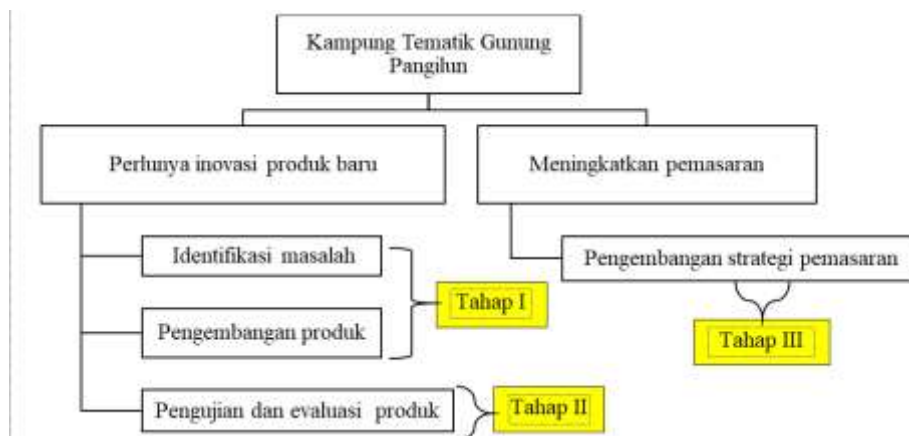 Kampung Tematik Gunung
Pangilun
Perlunya inovasi produk baru
Meningkatkan pemasaran
Identifikasi masalah
Pengembangan produk
Tahap I
Pengujian dan evaluasi produk
Tahap II
Pengembangan strategi pemasaran
Tahap III